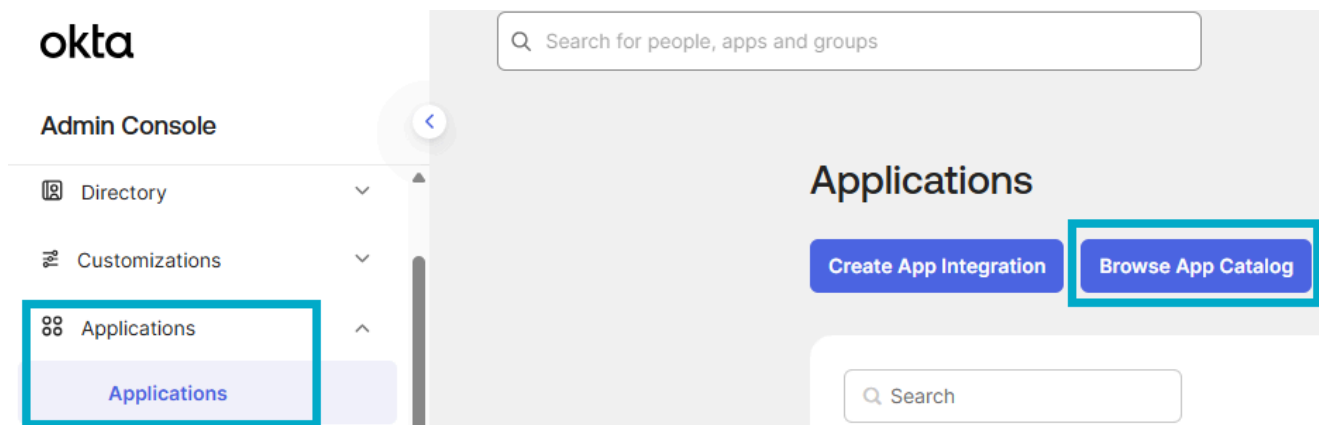 okta
Search for people, apps and groups
Admin Console
Directory
Customizations
Applications
Applications
Applications
Create App Integration
Browse App Catalog
Search